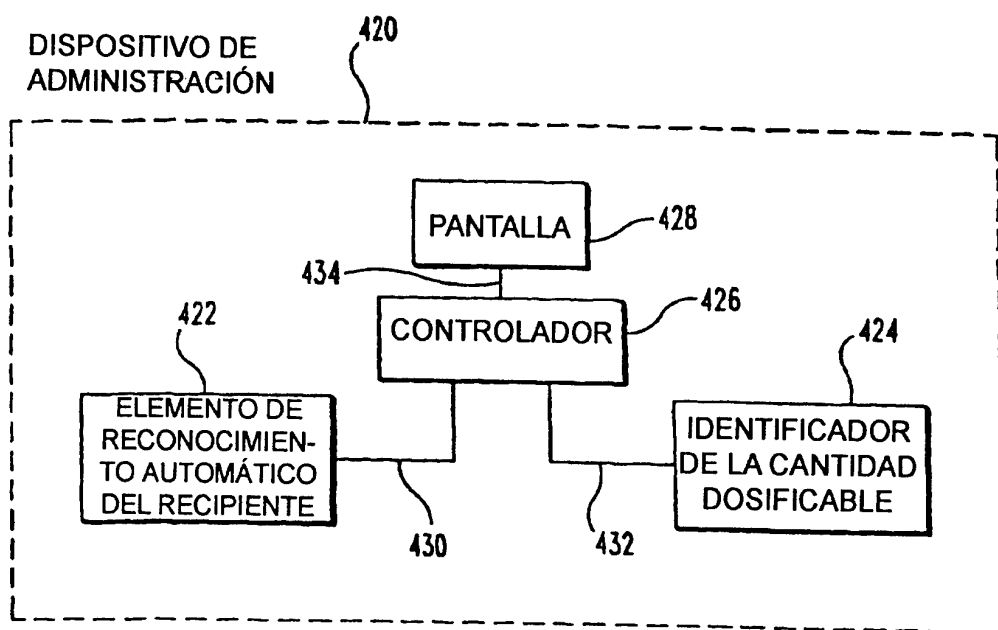 DISPOSITIVO DE
ADMINISTRACIÓN
420
PANTALLA
428
434
CONTROLADOR
426
422
424
ELEMENTO DE
RECONOCIMIEN-
TO AUTOMÁTICO
DEL RECIPIENTE
IDENTIFICADOR
DE LA CANTIDAD
DOSIFICABLE
430
432